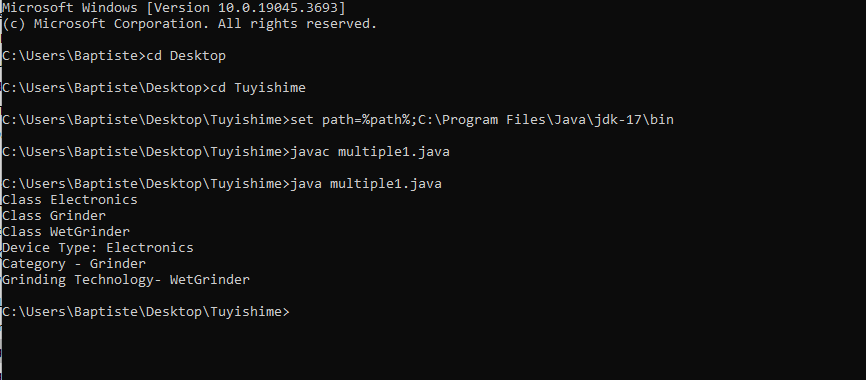 Microsoft Windows [Version 10.0.19045.3693]
(c) Microsoft Corporation. All rights reserved.
C:\Users\Baptiste>cd Desktop
C:\Users\Baptiste\Desktop>cd Tuyishime
C:\Users\Baptiste\Desktop\Tuyishime>set path=%path%;C:\Program Files\Java\jdk-17\bin
C:\Users\Baptiste\Desktop\Tuyishime>javac multiple1.java
C:\Users\Baptiste\Desktop\Tuyishime>java multiple1.java
Class Electronics
Class Grinder
Class WetGrinder
Device Type: Electronics
Category - Grinder
Grinding Technology- WetGrinder
C:\Users\Baptiste\Desktop\Tuyishime>